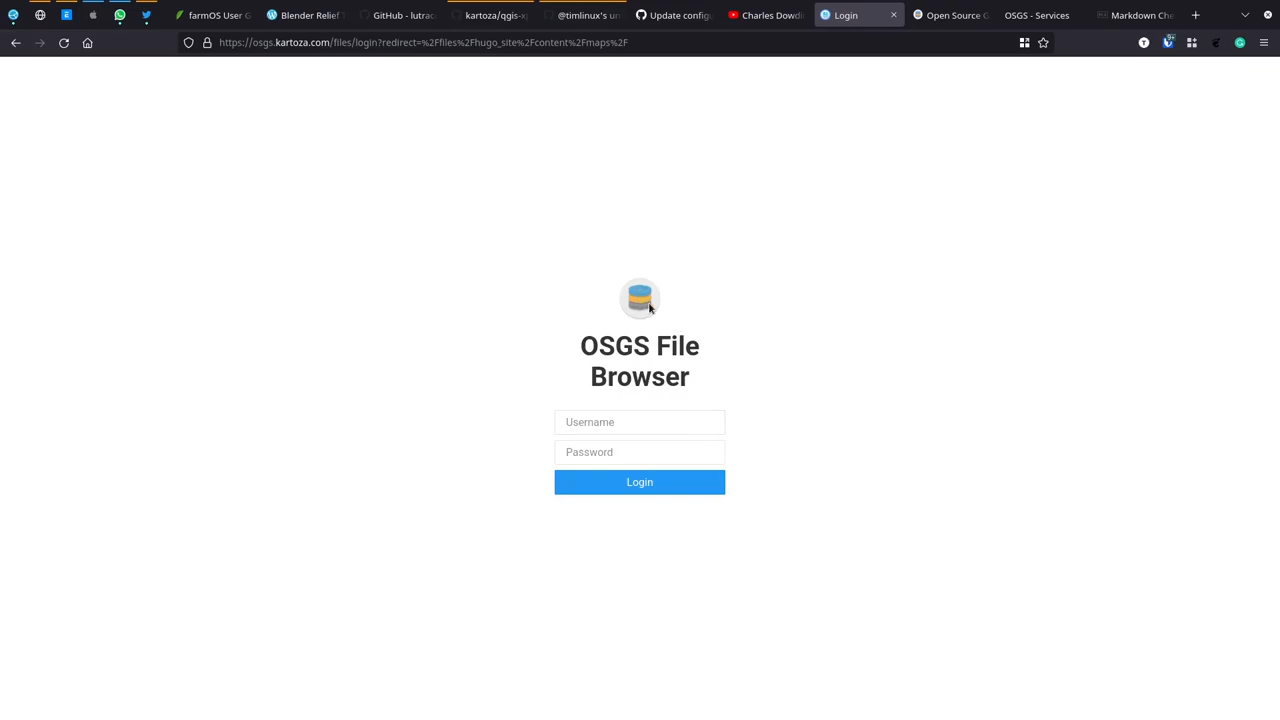 farmOS User G
Blender Relief T
GitHub - lutrac
kartoza/qgis-xp
@timlinux's un
Update config
Charles Dowdi
Login
Open Source G
OSGS - Services
Markdown Che
https://osgs.kartoza.com/files/login?redirect=%2Ffiles%2Fhugo_site%2Fcontent%2Fmaps%2F
OSGS File
Browser
Username
Password
Login